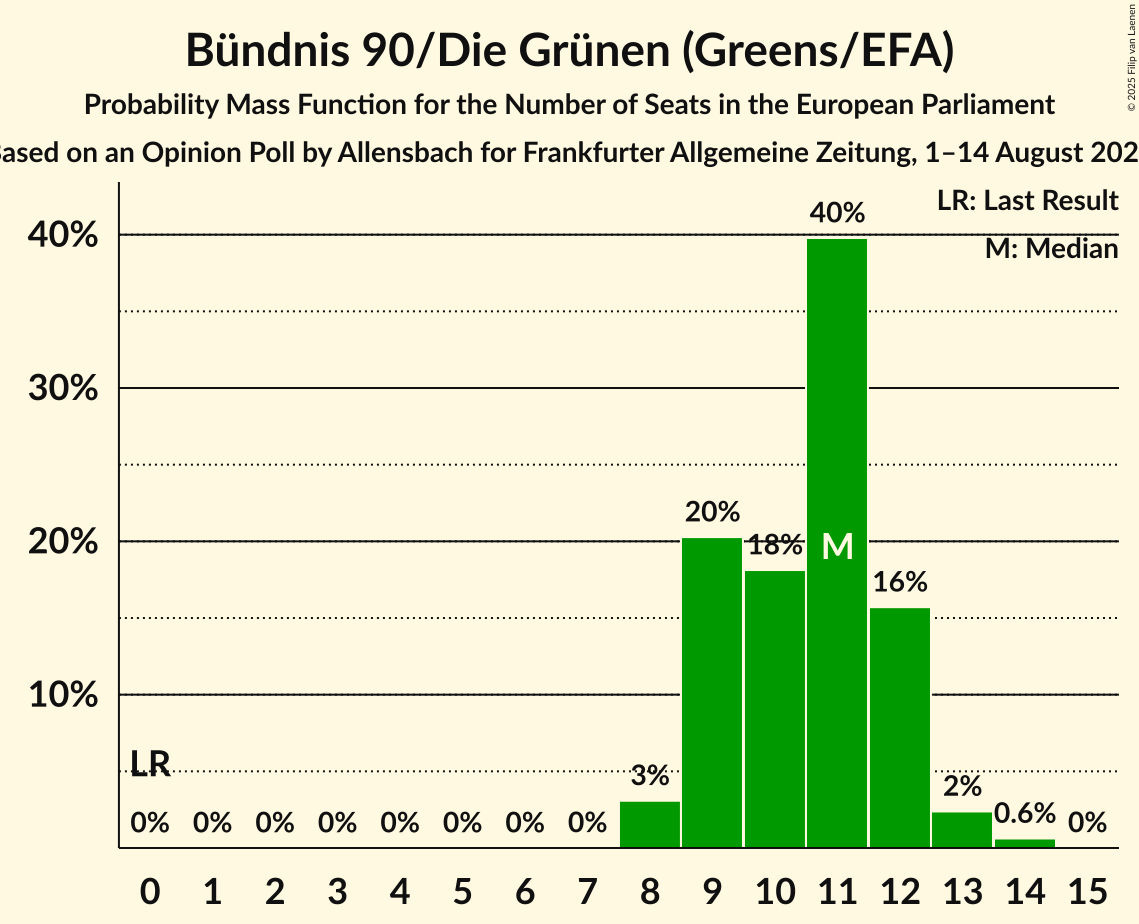 Bündnis 90/Die Grünen (Greens/EFA)
Probability Mass Function for the Number of Seats in the European Parliament
ased on an Opinion Poll by Allensbach for Frankfurter Allgemeine Zeitung, 1–14 August 202
© 2025 Filip van Laenen
LR: Last Result
M: Median
40%
30%
20%
10%
LR
0% 0% 0% 0% 0% 0% 0% 0% 3% 20% 18% 40% 16% 2% 0.6% 0%
M
0 1 2 3 4 5 6 7 8 9 10 11 12 13 14 15